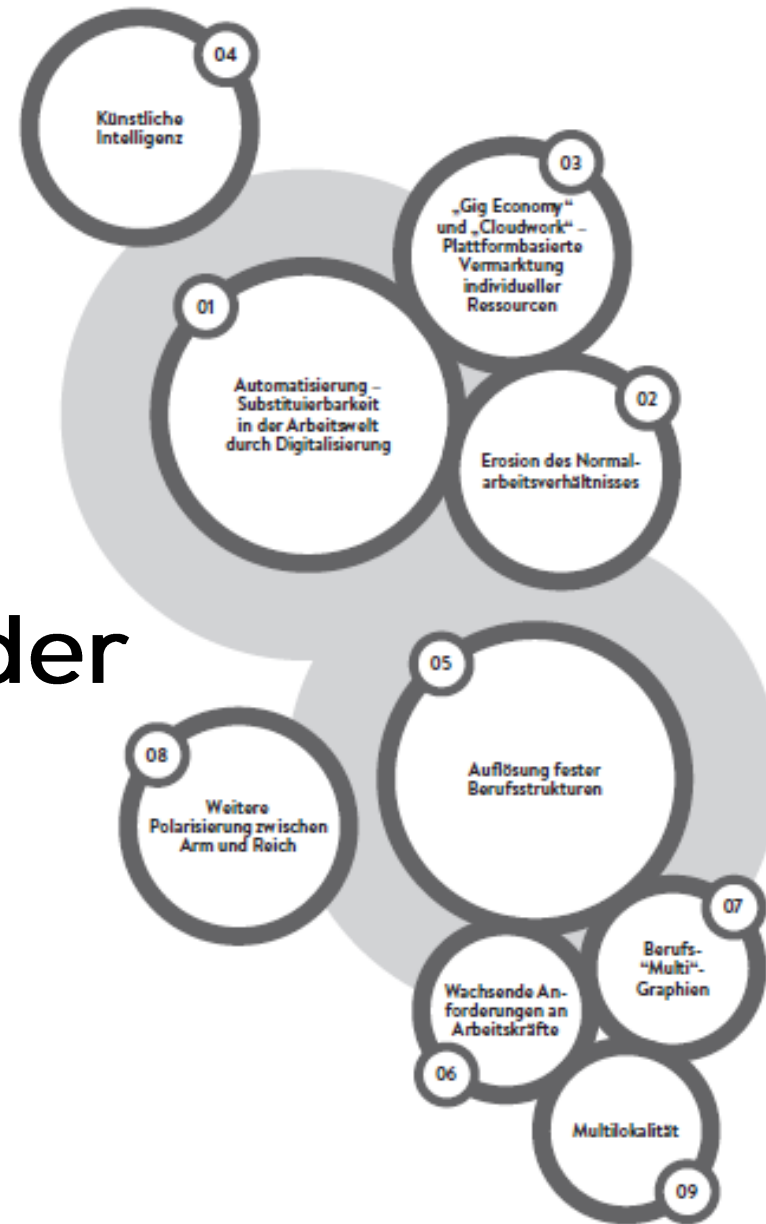 04
Künstliche
Intelligenz
03
„Gig Economy“
und „Cloudwork“ –
Plattformbasierte
Vermarktung
individueller
Ressourcen
01
Automatisierung –
Substituierbarkeit
in der Arbeitswelt
durch Digitalisierung
02
Erosion des Normal-
arbeitsverhältnisses
der
05
Auflösung fester
Berufsstrukturen
08
Weitere
Polarisierung zwischen
Arm und Reich
07
Berufs-
“Multi“-
Graphien
Wachsende An-
forderungen an
Arbeitskräfte
06
Multilokalität
09